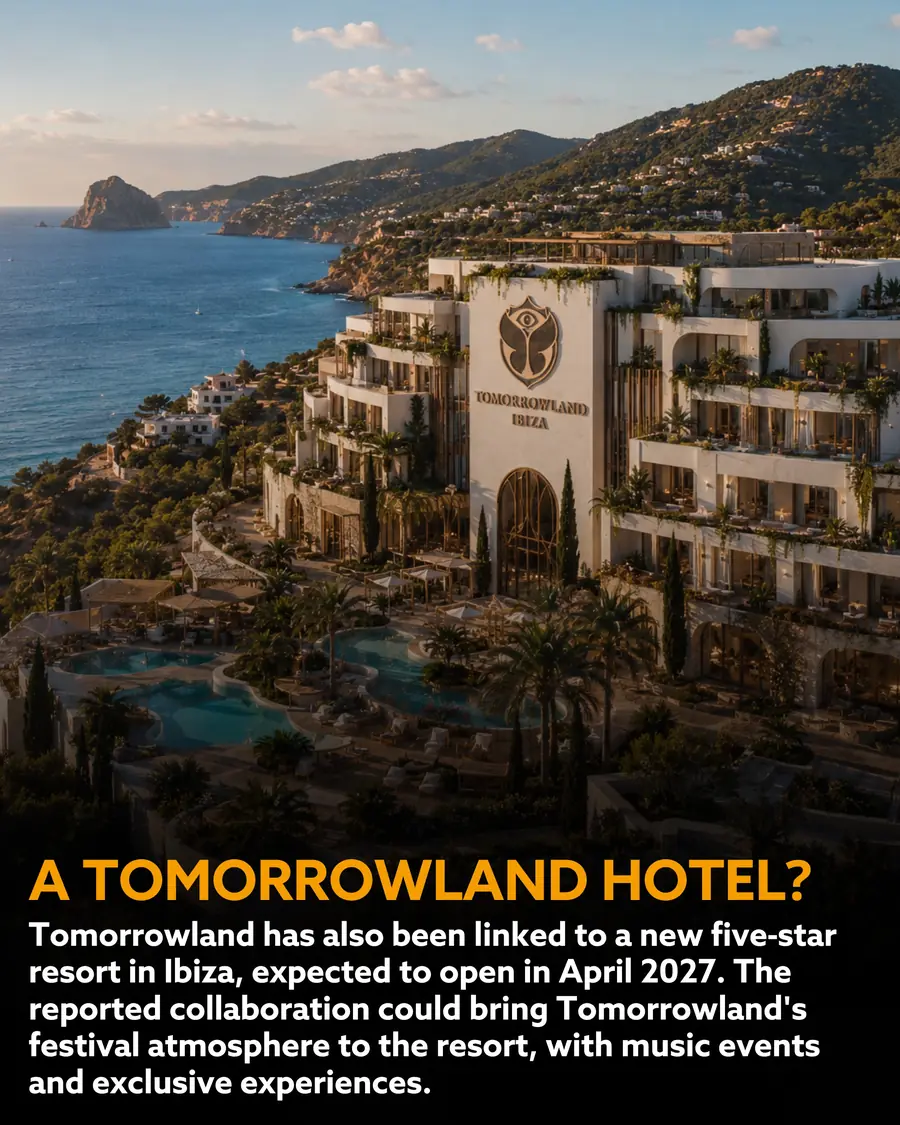 TOMORROWLAND
IBIZA
A TOMORROWLAND HOTEL?
Tomorrowland has also been linked to a new five-star
resort in Ibiza, expected to open in April 2027. The
reported collaboration could bring Tomorrowland's
festival atmosphere to the resort, with music events
and exclusive experiences.